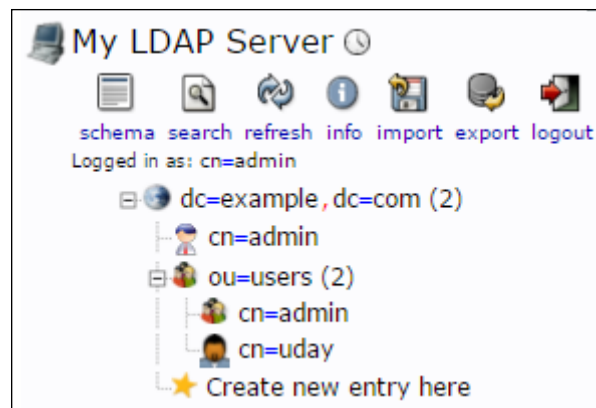 My LDAP Server
schema search refresh info import export logout
Logged in as: cn=admin
dc=example,dc=com (2)
cn=admin
ou=users (2)
cn=admin
cn=uday
Create new entry here